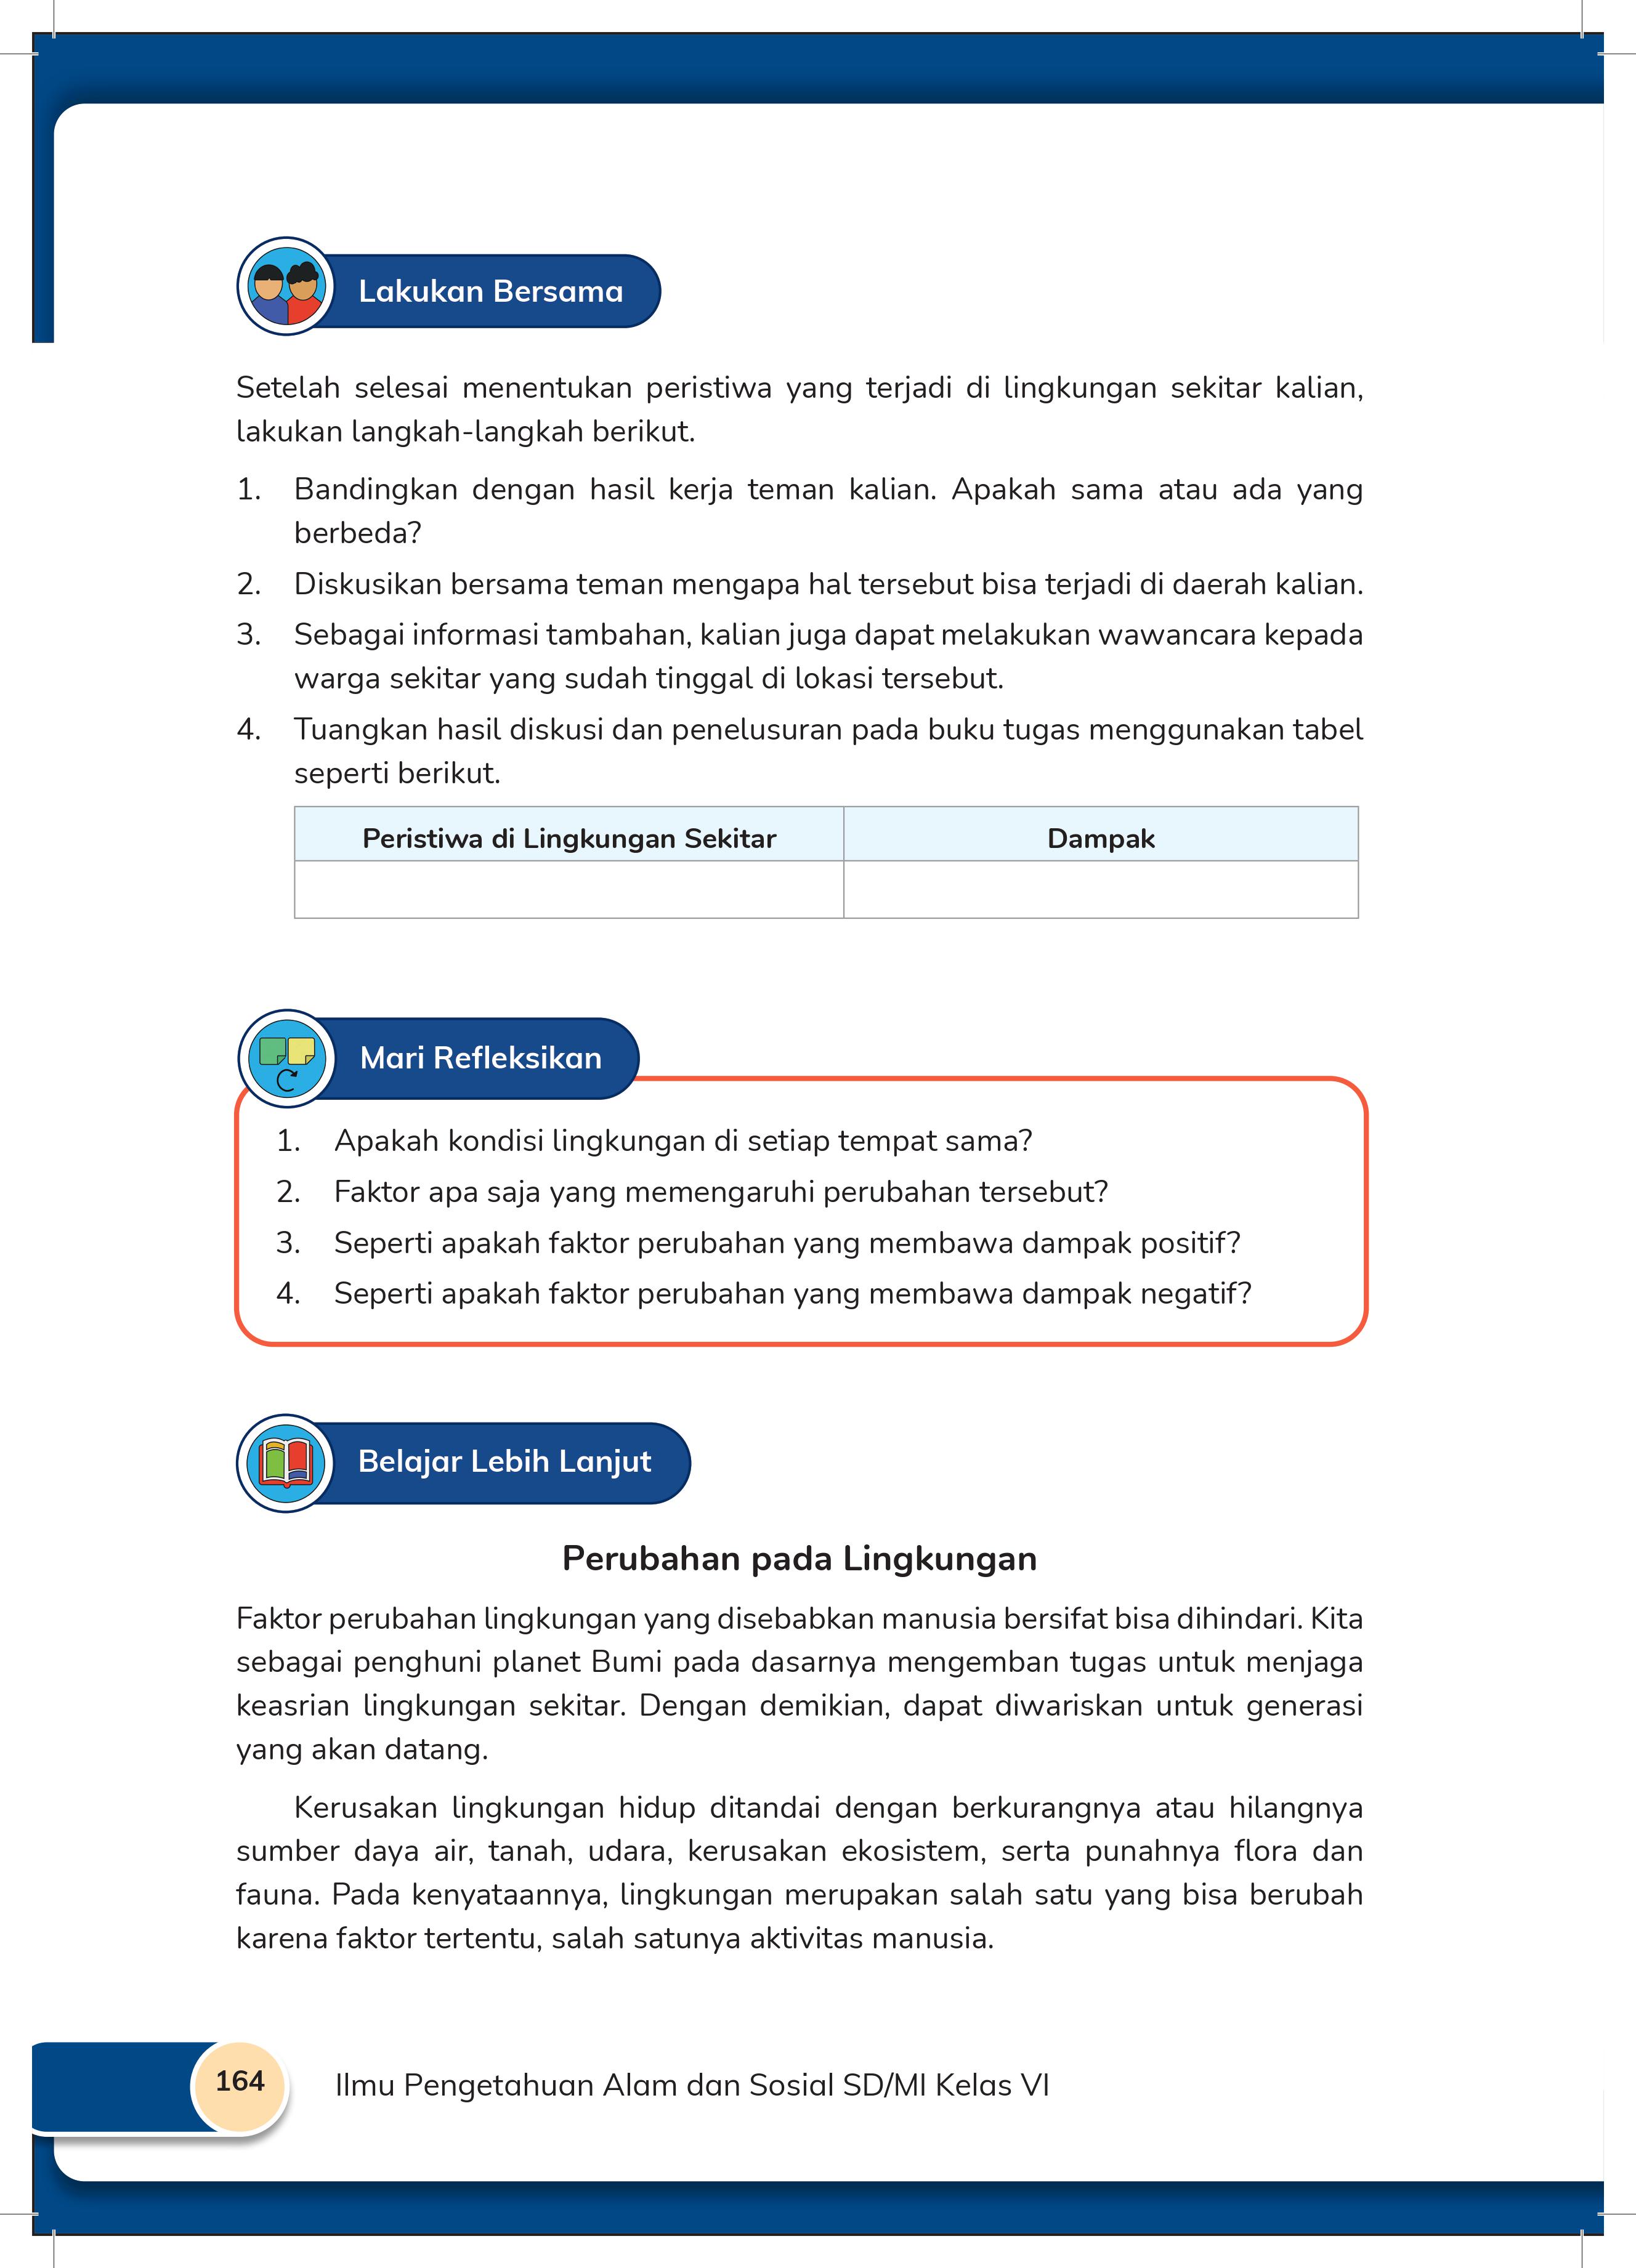 Lakukan Bersama
Setelah selesai menentukan peristiwa yang terjadi di lingkungan sekitar kalian,
lakukan langkah-langkah berikut.
1. Bandingkan dengan hasil kerja teman kalian. Apakah sama atau ada yang
berbeda?
2. Diskusikan bersama teman mengapa hal tersebut bisa terjadi di daerah kalian.
3. Sebagai informasi tambahan, kalian juga dapat melakukan wawancara kepada
warga sekitar yang sudah tinggal di lokasi tersebut.
4. Tuangkan hasil diskusi dan penelusuran pada buku tugas menggunakan tabel
seperti berikut.
Peristiwa di Lingkungan Sekitar Dampak
Mari Refleksikan
1. Apakah kondisi lingkungan di setiap tempat sama?
2. Faktor apa saja yang memengaruhi perubahan tersebut?
3. Seperti apakah faktor perubahan yang membawa dampak positif?
4. Seperti apakah faktor perubahan yang membawa dampak negatif?
Belajar Lebih Lanjut
Perubahan pada Lingkungan
Faktor perubahan lingkungan yang disebabkan manusia bersifat bisa dihindari. Kita
sebagai penghuni planet Bumi pada dasarnya mengemban tugas untuk menjaga
keasrian lingkungan sekitar. Dengan demikian, dapat diwariskan untuk generasi
yang akan datang.
Kerusakan lingkungan hidup ditandai dengan berkurangnya atau hilangnya
sumber daya air, tanah, udara, kerusakan ekosistem, serta punahnya flora dan
fauna. Pada kenyataannya, lingkungan merupakan salah satu yang bisa berubah
karena faktor tertentu, salah satunya aktivitas manusia.
164 Ilmu Pengetahuan Alam dan Sosial SD/MI Kelas VI